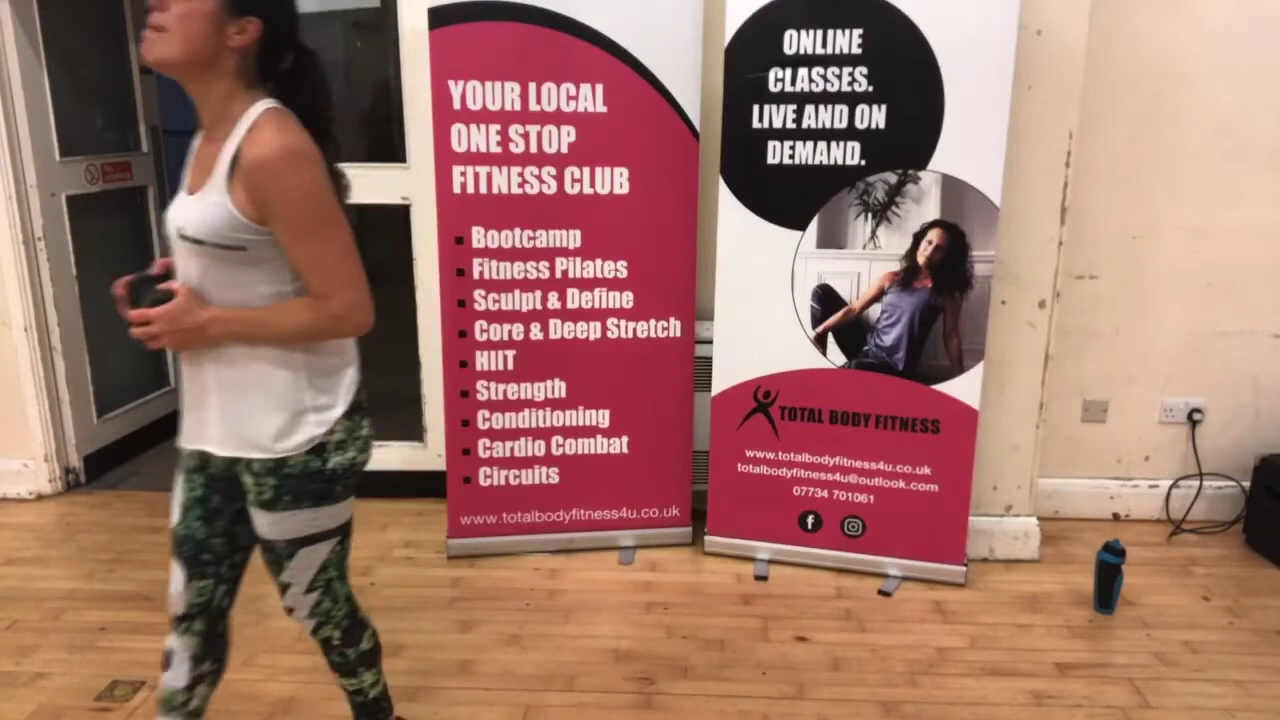 YOUR LOCAL
ONE STOP
FITNESS CLUB
Bootcamp
Fitness Pilates
Sculpt & Define
Core & Deep Stretch
HIIT
Strength
Conditioning
Cardio Combat
Circuits
www.totalbodyfitness4u.co.uk
ONLINE
CLASSES.
LIVE AND ON
DEMAND.
TOTAL BODY FITNESS
www.totalbodyfitness4u.co.uk
totalbodyfitness4u@outlook.com
07734 701061